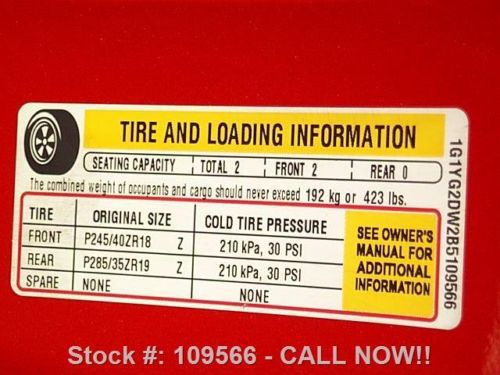 TIRE AND LOADING INFORMATION
SEATING CAPACITY TOTAL 2 FRONT 2 REAR 0
The combined weight of occupants and cargo should never exceed 192 kg or 423 lbs.
TIRE ORIGINAL SIZE COLD TIRE PRESSURE
FRONT P245/40ZR18 Z 210 kPa, 30 PSI
REAR P285/35ZR19 Z 210 kPa, 30 PSI
SPARE NONE NONE
SEE OWNER'S
MANUAL FOR
ADDITIONAL
INFORMATION
1G1YG2DW2B5109566
Stock #: 109566 - CALL NOW!!